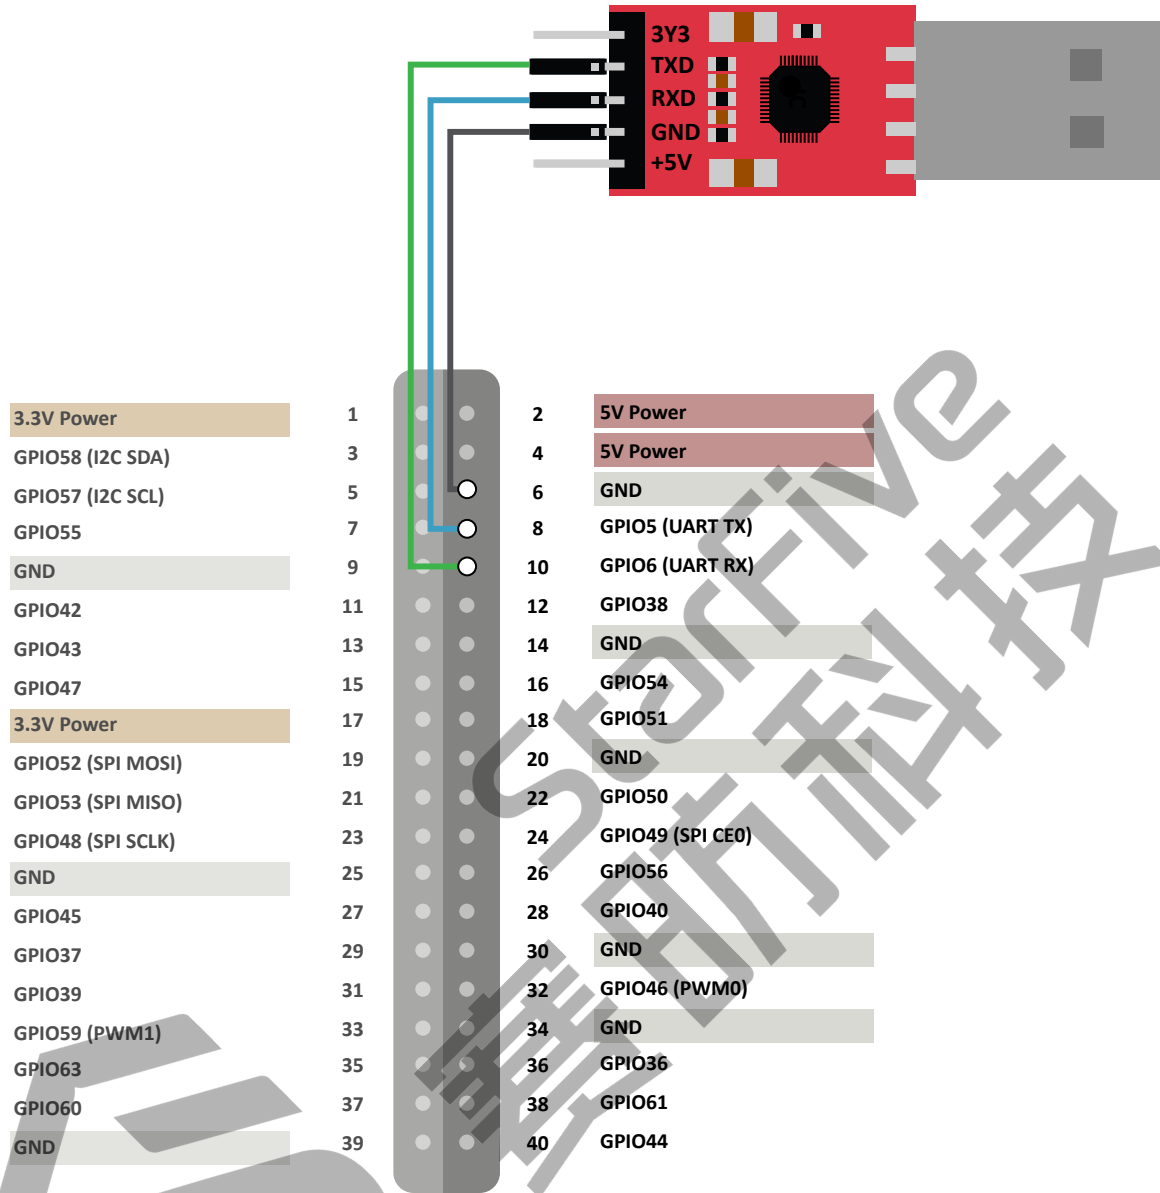 3Y3
TXD
RXD
GND
+5V
3.3V Power 1 2 5V Power
GPIO58 (I2C SDA) 3 4 5V Power
GPIO57 (I2C SCL) 5 6 GND
GPIO55 7 8 GPIO5 (UART TX)
GND 9 10 GPIO6 (UART RX)
GPIO42 11 12 GPIO38
GPIO43 13 14 GND
GPIO47 15 16 GPIO54
3.3V Power 17 18 GPIO51
GPIO52 (SPI MOSI) 19 20 GND
GPIO53 (SPI MISO) 21 22 GPIO50
GPIO48 (SPI SCLK) 23 24 GPIO49 (SPI CE0)
GND 25 26 GPIO56
GPIO45 27 28 GPIO40
GPIO37 29 30 GND
GPIO39 31 32 GPIO46 (PWM0)
GPIO59 (PWM1) 33 34 GND
GPIO63 35 36 GPIO36
GPIO60 37 38 GPIO61
GND 39 40 GPIO44
StarFive
赛昉科技